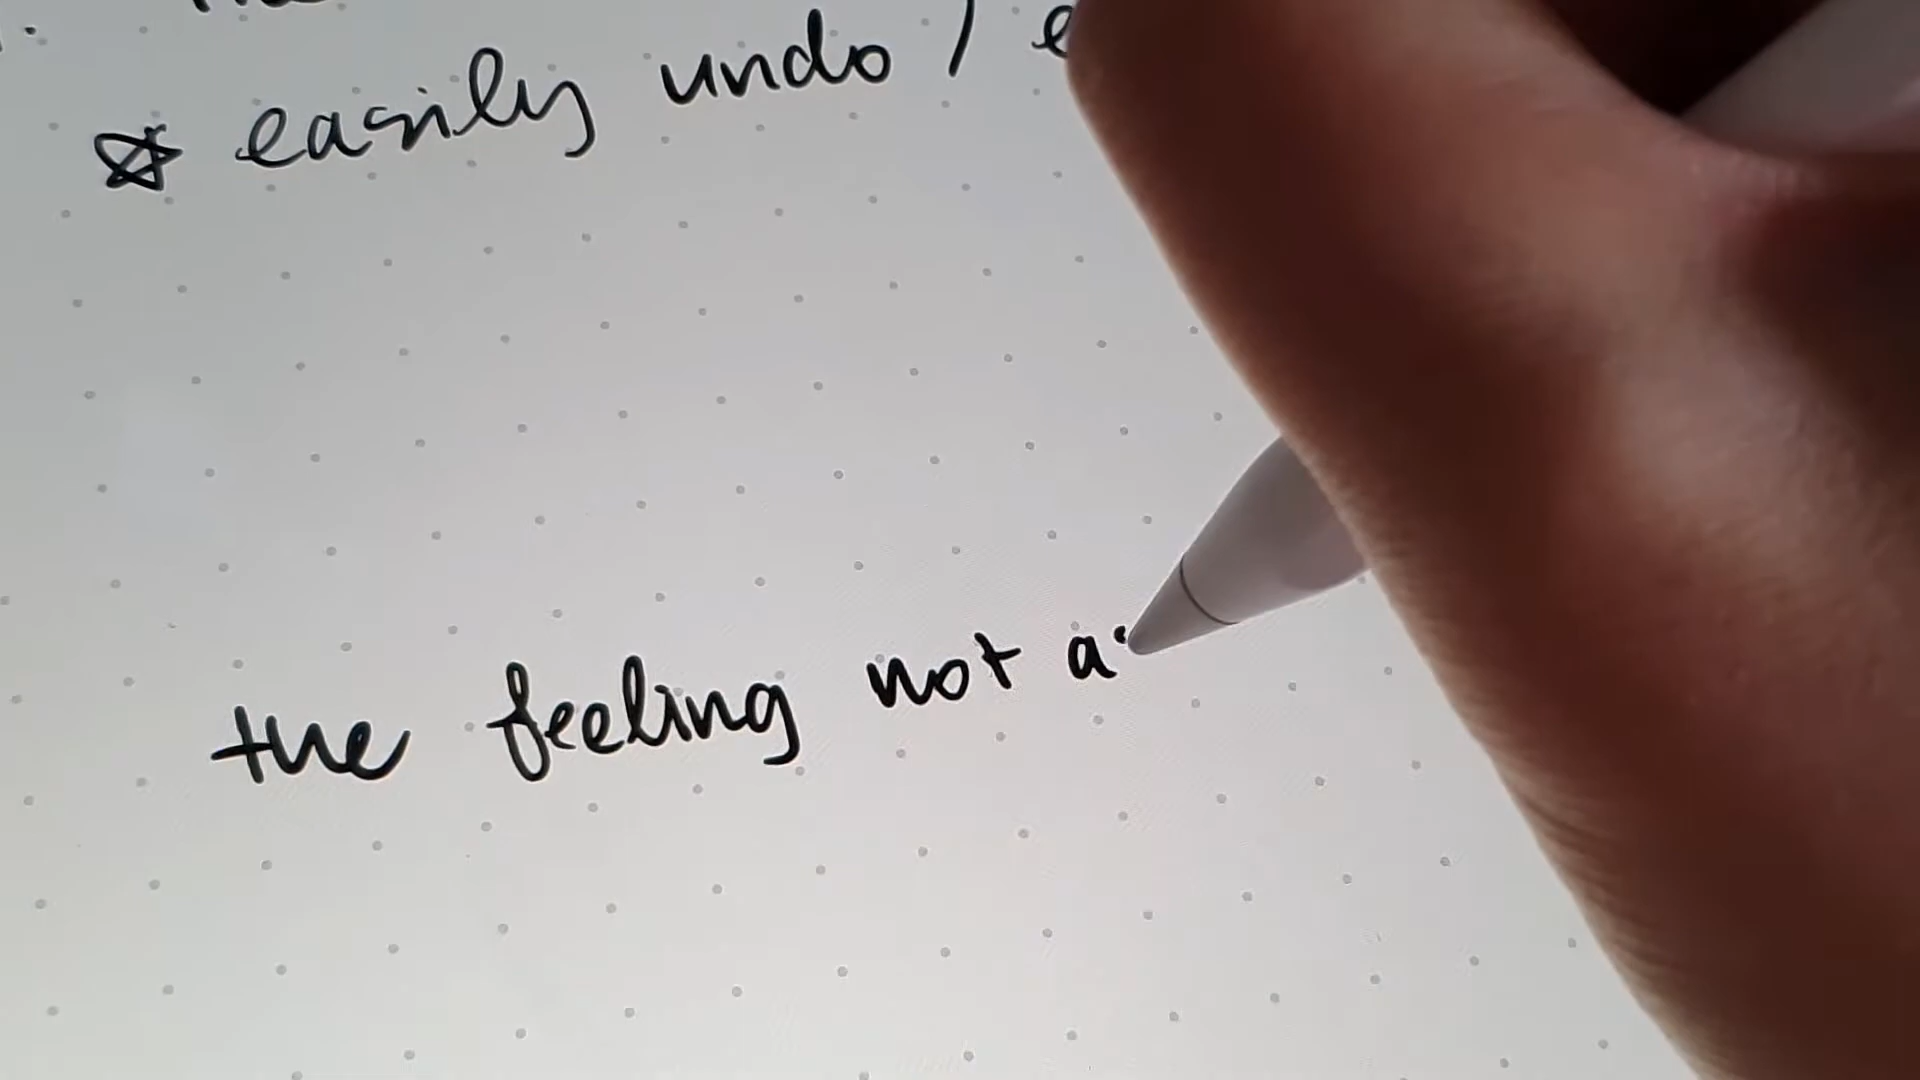 ☆ easily undo /
the feeling not